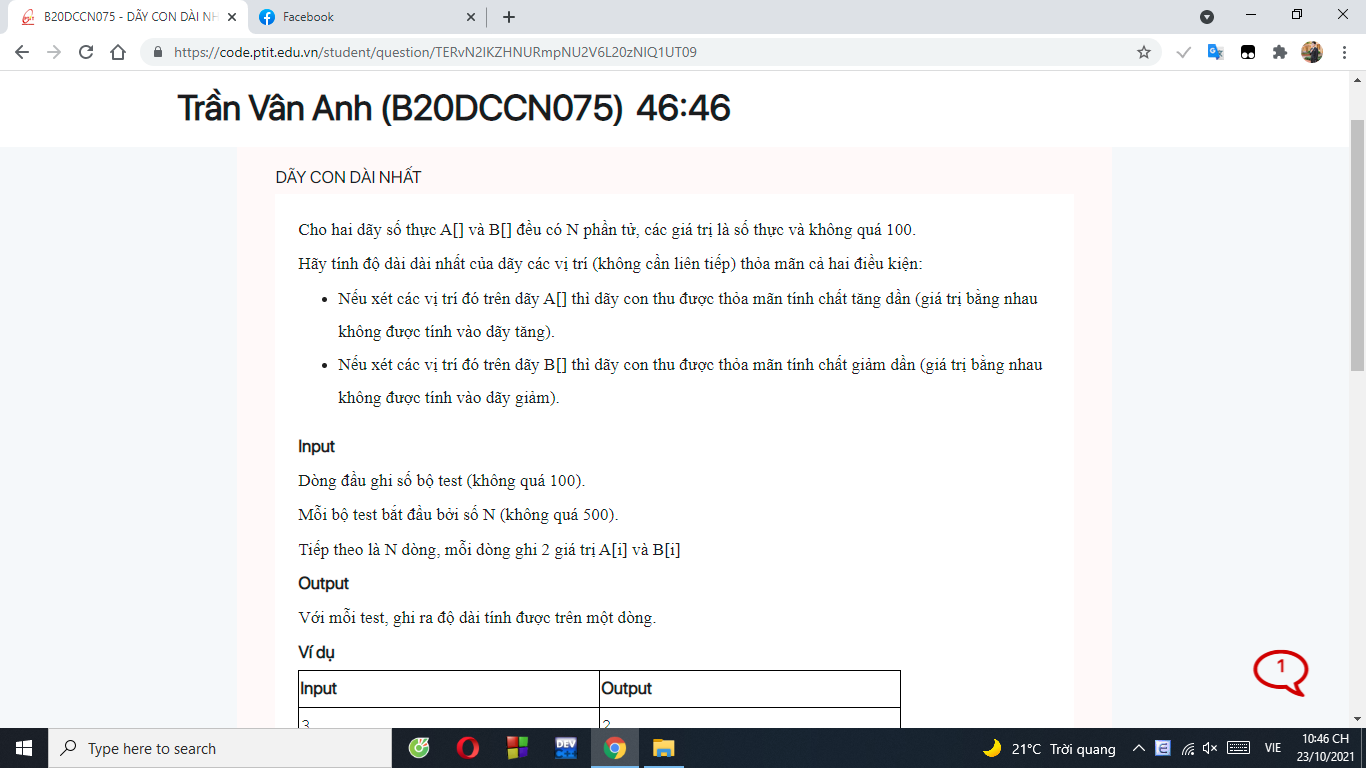 B20DCCN075 - DÃY CON DÀI NH
Facebook
https://code.ptit.edu.vn/student/question/TERvN2lKZHNURmpNU2V6L20zNlQ1UT09
Trần Vân Anh (B20DCCN075) 46:46
DÃY CON DÀI NHẤT
Cho hai dãy số thực A[] và B[] đều có N phần tử, các giá trị là số thực và không quá 100.
Hãy tính độ dài dài nhất của dãy các vị trí (không cần liên tiếp) thỏa mãn cả hai điều kiện:
• Nếu xét các vị trí đó trên dãy A[] thì dãy con thu được thỏa mãn tính chất tăng dần (giá trị bằng nhau
không được tính vào dãy tăng).
• Nếu xét các vị trí đó trên dãy B[] thì dãy con thu được thỏa mãn tính chất giảm dần (giá trị bằng nhau
không được tính vào dãy giảm).
Input
Dòng đầu ghi số bộ test (không quá 100).
Mỗi bộ test bắt đầu bởi số N (không quá 500).
Tiếp theo là N dòng, mỗi dòng ghi 2 giá trị A[i] và B[i]
Output
Với mỗi test, ghi ra độ dài tính được trên một dòng.
Ví dụ
Input Output
3 2
1
Type here to search
DEV
21°C Trời quang
VIE
10:46 CH
23/10/2021